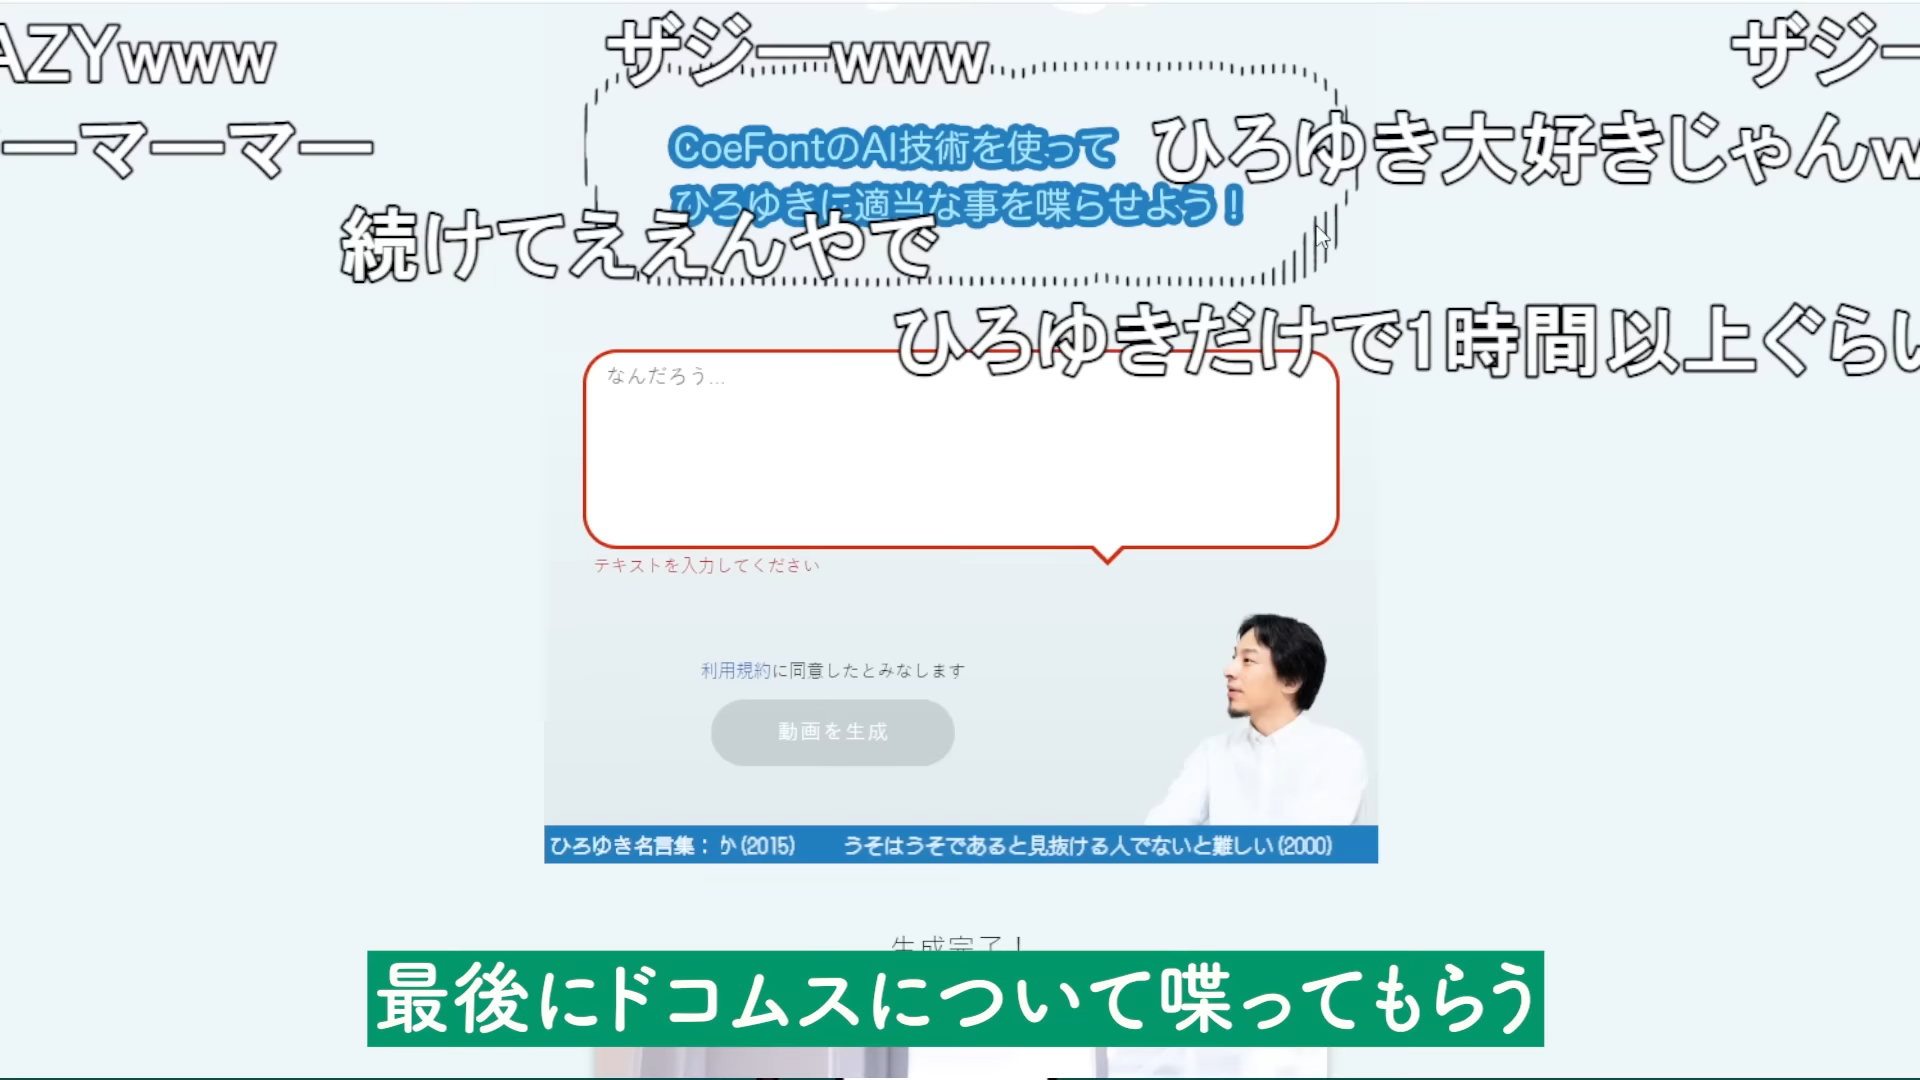 AZYwww
ザジーwww
ザジー
ーマーマー
CoeFontのAI技術を使って
ひろゆき大好きじゃんw
ひろゆきに適当な事を喋らせよう！
続けてええんやで
ひろゆきだけで1時間以上ぐらい
なんだろう...
テキストを入力してください
利用規約に同意したとみなします
動画を生成
ひろゆき名言集： か(2015) うそはうそであると見抜ける人でないと難しい(2000)
生成完了！
最後にドコムスについて喋ってもらう